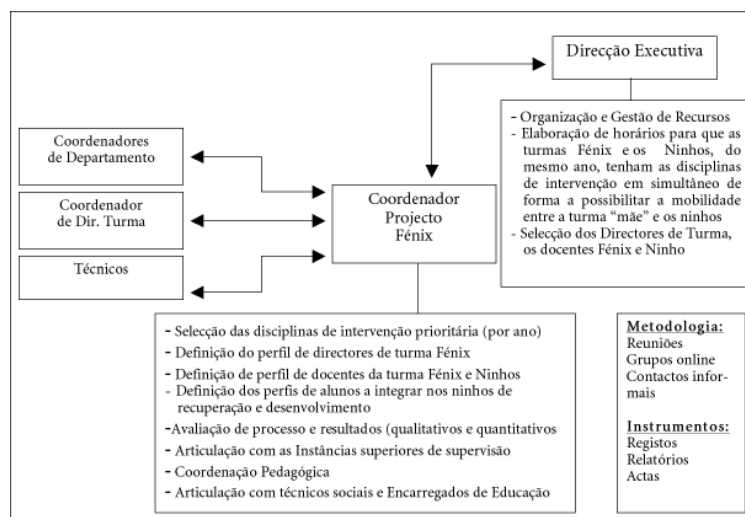 Direcção Executiva
- Organização e Gestão de Recursos
- Elaboração de horários para que as
turmas Fénix e os Ninhos, do
mesmo ano, tenham as disciplinas
de intervenção em simultâneo de
forma a possibilitar a mobilidade
entre a turma “mãe” e os ninhos
- Selecção dos Directores de Turma,
os docentes Fénix e Ninho
Coordenadores
de Departamento
Coordenador
de Dir. Turma
Técnicos
Coordenador
Projecto
Fénix
- Selecção das disciplinas de intervenção prioritária (por ano)
- Definição do perfil de directores de turma Fénix
- Definição de perfil de docentes da turma Fénix e Ninhos
- Definição dos perfis de alunos a integrar nos ninhos de
recuperação e desenvolvimento
-Avaliação de processo e resultados (qualitativos e quantitativos
- Articulação com as Instâncias superiores de supervisão
- Coordenação Pedagógica
- Articulação com técnicos sociais e Encarregados de Educação
Metodologia:
Reuniões
Grupos online
Contactos infor-
mais
Instrumentos:
Registos
Relatórios
Actas